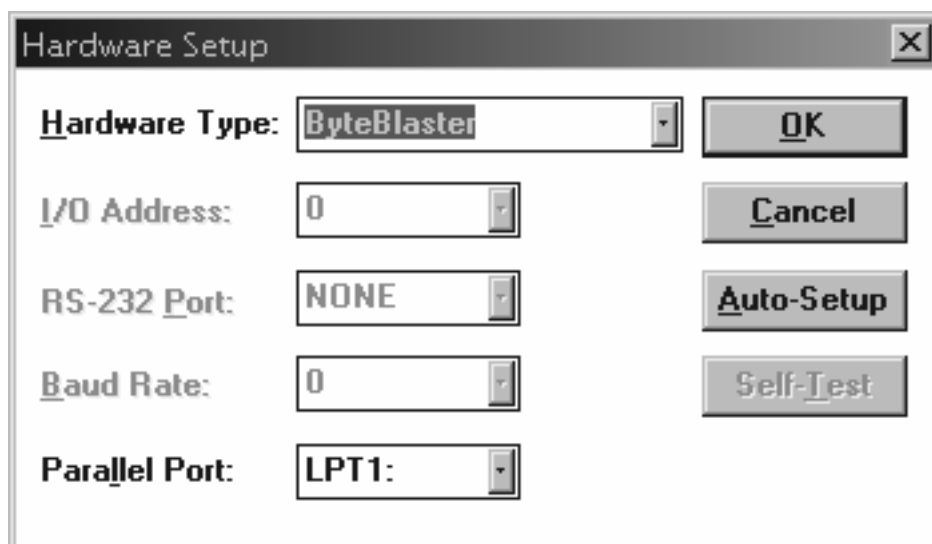 Hardware Setup
Hardware Type: ByteBlaster OK
I/O Address: 0 Cancel
RS-232 Port: NONE Auto-Setup
Baud Rate: 0 Self-Test
Parallel Port: LPT1: